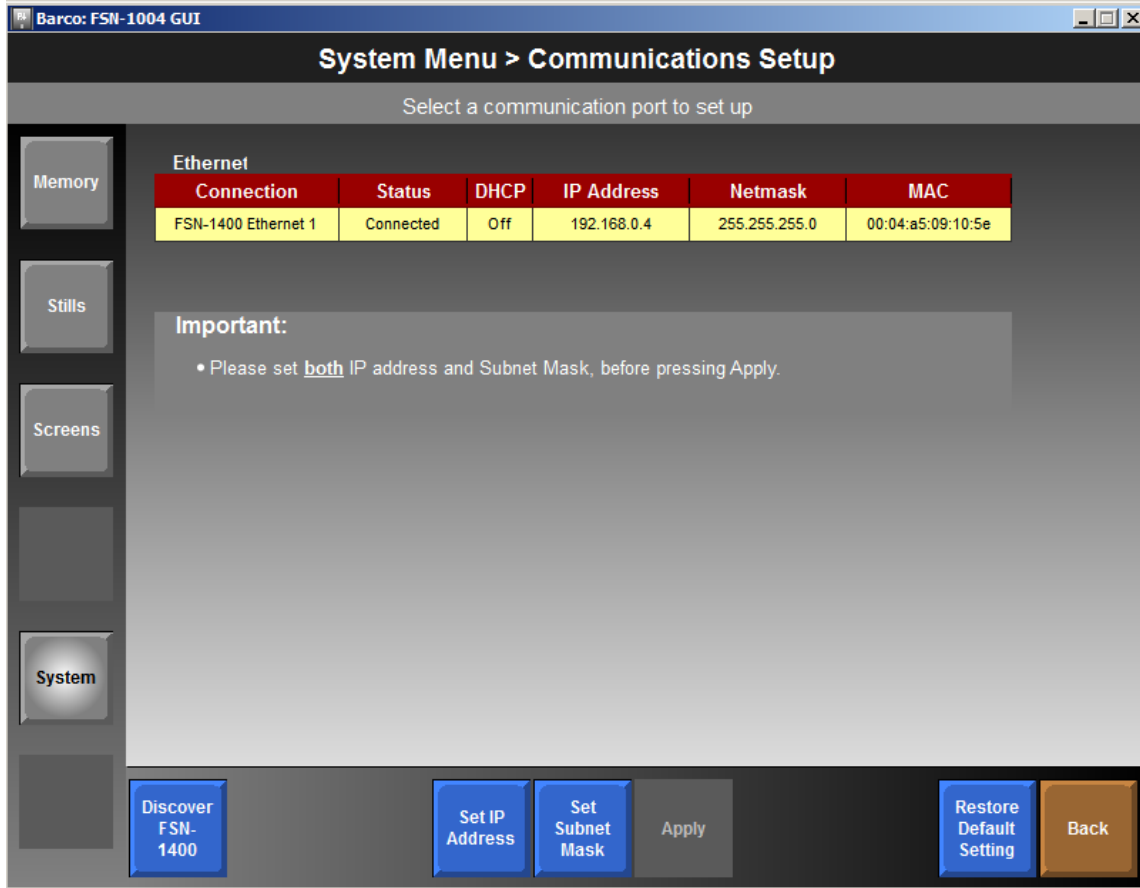 Barco: FSN-1004 GUI
System Menu > Communications Setup
Select a communication port to set up
Memory
Stills
Screens
System
Ethernet
Connection Status DHCP IP Address Netmask MAC
FSN-1400 Ethernet 1 Connected Off 192.168.0.4 255.255.255.0 00:04:a5:09:10:5e
Important:
• Please set both IP address and Subnet Mask, before pressing Apply.
Discover
FSN-
1400
Set IP
Address
Set
Subnet
Mask
Apply
Restore
Default
Setting
Back